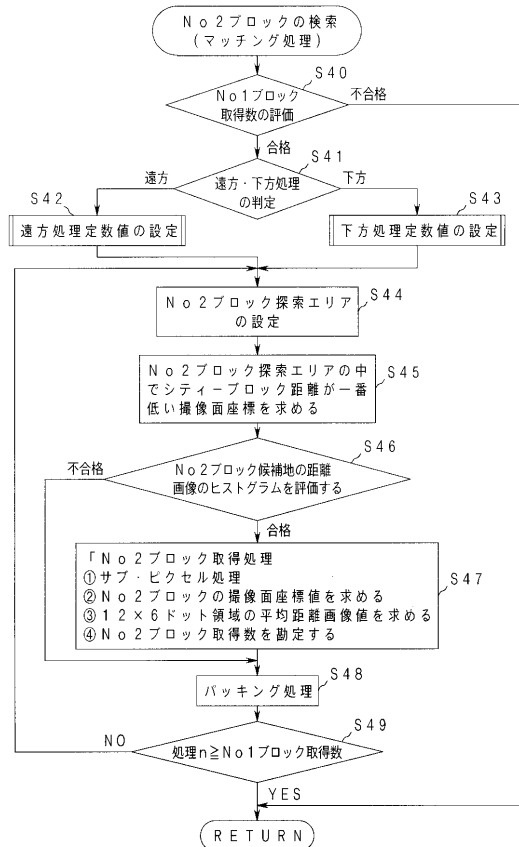 No2ブロックの検索
(マッチング処理)
S40
No1ブロック
取得数の評価
不合格
合格
S41
遠方
遠方・下方処理
の判定
下方
S42
遠方処理定数値の設定
S43
下方処理定数値の設定
No2ブロック探索エリア
の設定
S44
No2ブロック探索エリアの中
でシティーブロック距離が一番
低い撮像面座標を求める
S45
S46
不合格
No2ブロック候補地の距離
画像のヒストグラムを評価する
合格
「No2ブロック取得処理
①サブ・ピクセル処理
②No2ブロックの撮像面座標値を求める
③12×6ドット領域の平均距離画像値を求める
④No2ブロック取得数を勘定する
S47
S48
パッキング処理
S49
NO
処理n≧No1ブロック取得数
YES
RETURN